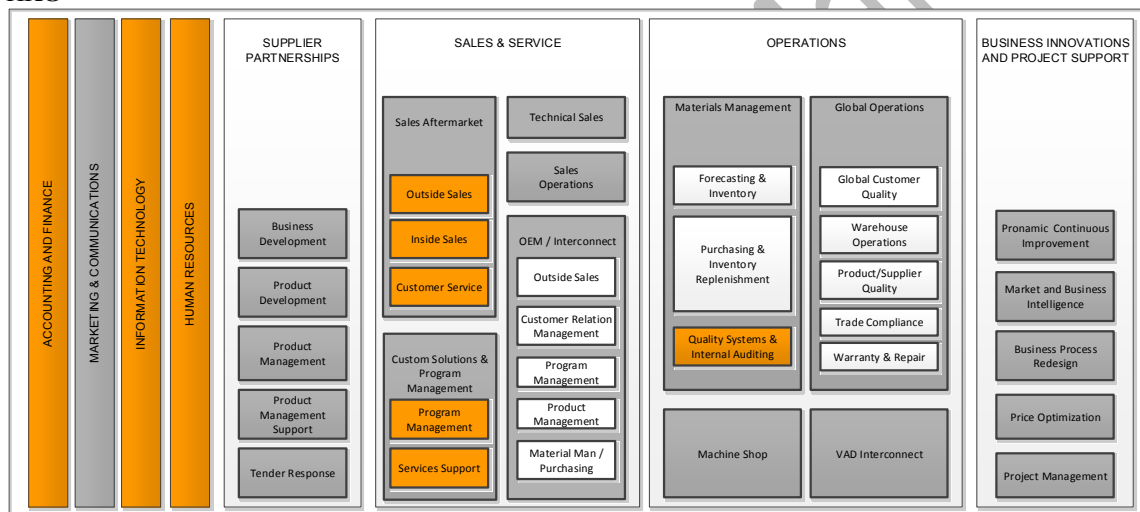 ACCOUNTING AND FINANCE
MARKETING & COMMUNICATIONS
INFORMATION TECHNOLOGY
HUMAN RESOURCES
SUPPLIER
PARTNERSHIPS
Business
Development
Product
Development
Product
Management
Product
Management
Support
Tender Response
SALES & SERVICE
Sales Aftermarket
Outside Sales
Inside Sales
Customer Service
Custom Solutions &
Program
Management
Program
Management
Services Support
Technical Sales
Sales
Operations
OEM / Interconnect
Outside Sales
Customer Relation
Management
Program
Management
Product
Management
Material Man /
Purchasing
OPERATIONS
Materials Management
Forecasting &
Inventory
Purchasing &
Inventory
Replenishment
Quality Systems &
Internal Auditing
Global Operations
Global Customer
Quality
Warehouse
Operations
Product/Supplier
Quality
Trade Compliance
Warranty & Repair
Machine Shop
VAD Interconnect
BUSINESS INNOVATIONS
AND PROJECT SUPPORT
Pronamic Continuous
Improvement
Market and Business
Intelligence
Business Process
Redesign
Price Optimization
Project Management